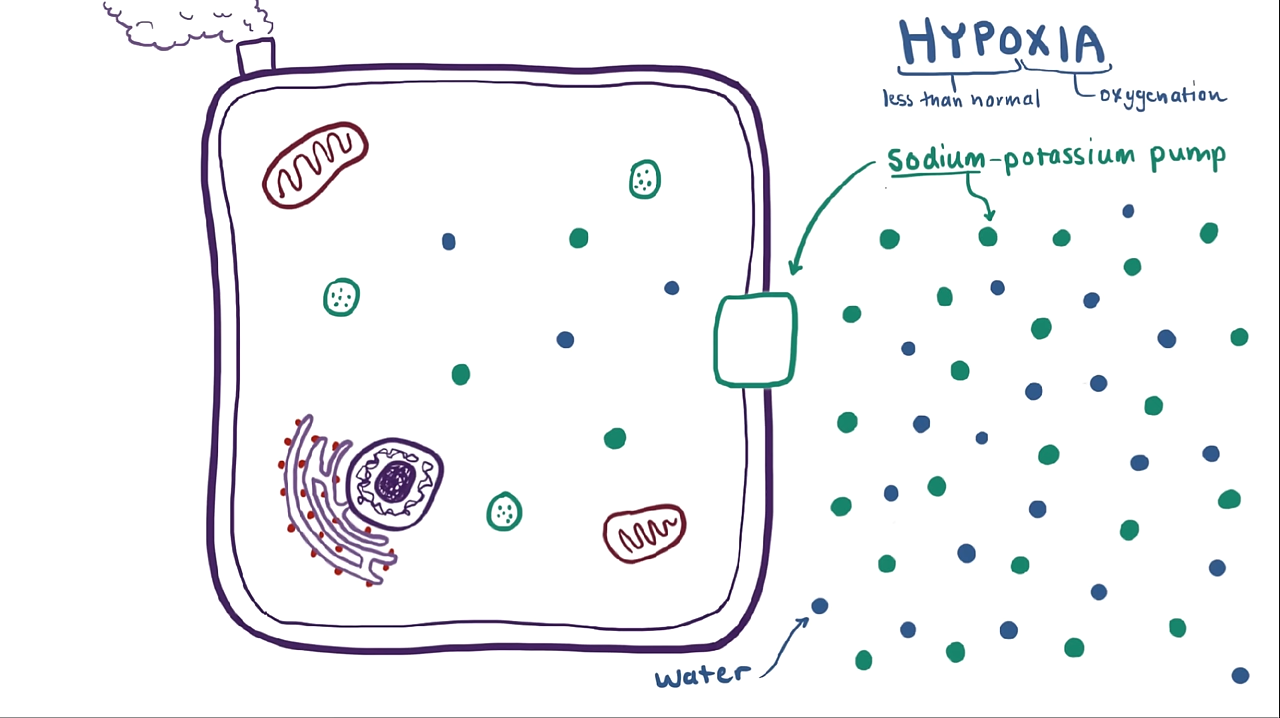 HYPOXIA
less than normal
oxygenation
sodium-potassium pump
water